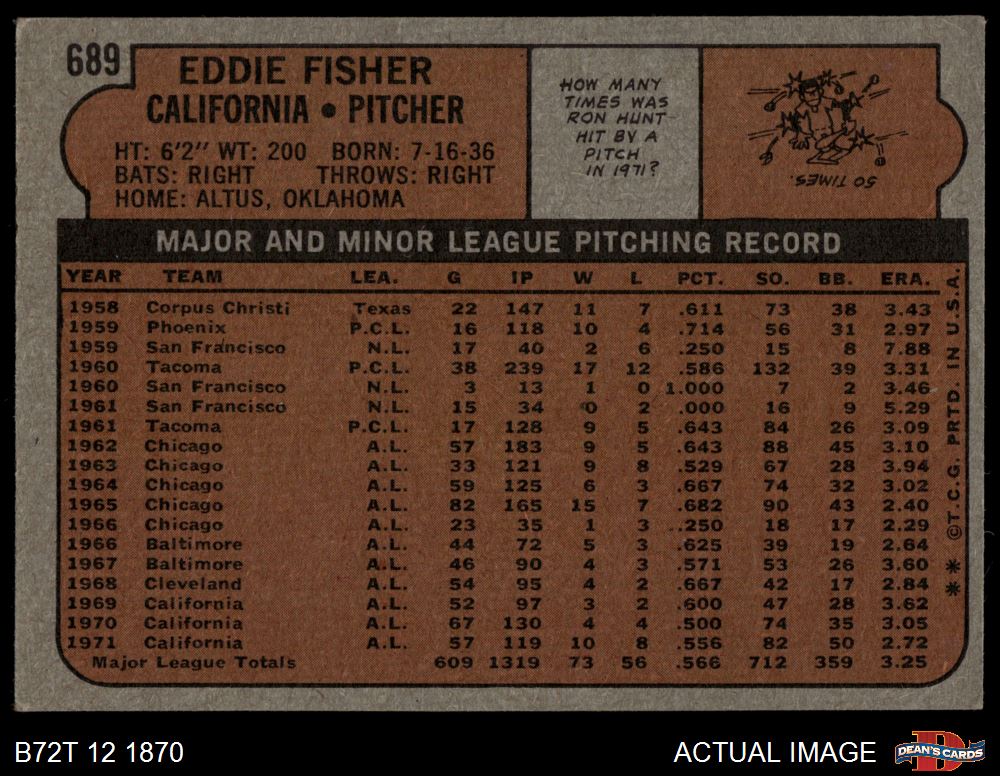 689
EDDIE FISHER
CALIFORNIA • PITCHER
HT: 6'2" WT: 200 BORN: 7-16-36
BATS: RIGHT THROWS: RIGHT
HOME: ALTUS, OKLAHOMA
HOW MANY
TIMES WAS
RON HUNT
HIT BY A
PITCH
IN 1971?
50 TIMES.
MAJOR AND MINOR LEAGUE PITCHING RECORD
YEAR TEAM LEA. G IP W L PCT. SO. BB. ERA.
1958 Corpus Christi Texas 22 147 11 7 .611 73 38 3.43
1959 Phoenix P.C.L. 16 118 10 4 .714 56 31 2.97
1959 San Francisco N.L. 17 40 2 6 .250 15 8 7.88
1960 Tacoma P.C.L. 38 239 17 12 .586 132 39 3.31
1960 San Francisco N.L. 3 13 1 0 1.000 7 2 3.46
1961 San Francisco N.L. 15 34 0 2 .000 16 9 5.29
1961 Tacoma P.C.L. 17 128 9 5 .643 84 26 3.09
1962 Chicago A.L. 57 183 9 5 .643 88 45 3.10
1963 Chicago A.L. 33 121 9 8 .529 67 28 3.94
1964 Chicago A.L. 59 125 6 3 .667 74 32 3.02
1965 Chicago A.L. 82 165 15 7 .682 90 43 2.40
1966 Chicago A.L. 23 35 1 3 .250 18 17 2.29
1966 Baltimore A.L. 44 72 5 3 .625 39 19 2.64
1967 Baltimore A.L. 46 90 4 3 .571 53 26 3.60
1968 Cleveland A.L. 54 95 4 2 .667 42 17 2.84
1969 California A.L. 52 97 3 2 .600 47 28 3.62
1970 California A.L. 67 130 4 4 .500 74 35 3.05
1971 California A.L. 57 119 10 8 .556 82 50 2.72
Major League Totals 609 1319 73 56 .566 712 359 3.25
** ©T.C.G. PRTD. IN U.S.A.
B72T 12 1870
ACTUAL IMAGE
DEAN'S CARDS